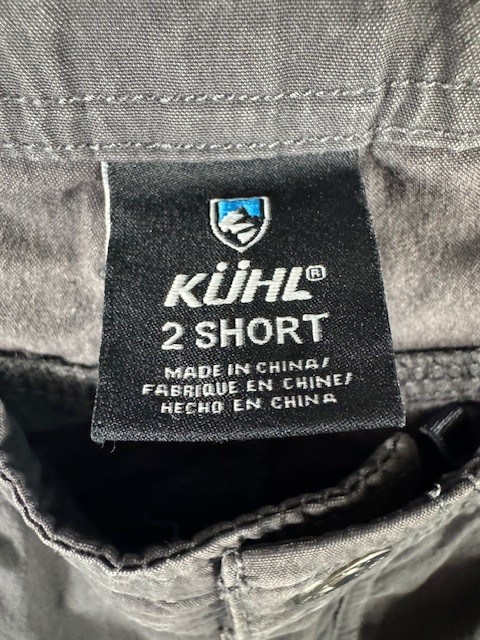 KÜHL®
2 SHORT
MADE IN CHINA/
FABRIQUE EN CHINE/
HECHO EN CHINA